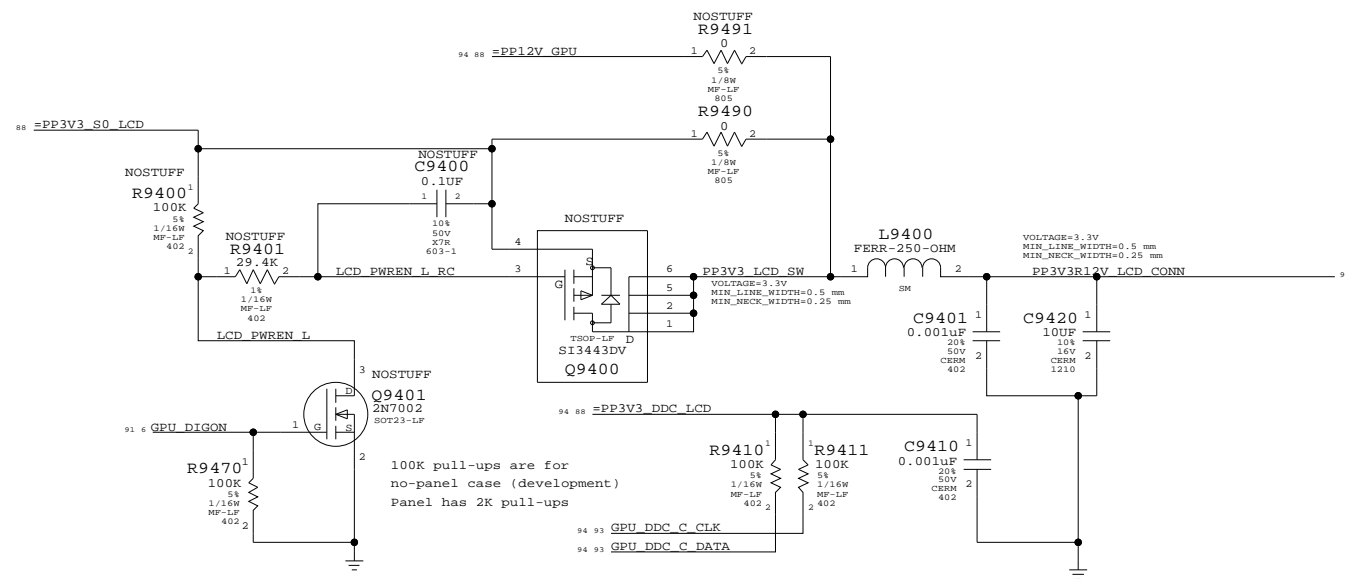 NOSTUFF
R9491
0
94 88 =PP12V_GPU
1 2
5%
1/8W
MF-LF
805
R9490
0
1 2
5%
1/8W
MF-LF
805
88 =PP3V3_S0_LCD
NOSTUFF
C9400
0.1UF
1 2
10%
50V
X7R
603-1
NOSTUFF
R9400
1
100K
5%
1/16W
MF-LF
402
2
NOSTUFF
R9401
29.4K
1 2
1%
1/16W
MF-LF
402
LCD_PWREN_L_RC
LCD_PWREN_L
NOSTUFF
4
3
S
G
D
6
5
2
1
TSOP-LF
SI3443DV
Q9400
PP3V3_LCD_SW
VOLTAGE=3.3V
MIN_LINE_WIDTH=0.5 mm
MIN_NECK_WIDTH=0.25 mm
L9400
FERR-250-OHM
1 2
SM
VOLTAGE=3.3V
MIN_LINE_WIDTH=0.5 mm
MIN_NECK_WIDTH=0.25 mm
PP3V3R12V_LCD_CONN
9
C9401
1
0.001uF
20%
50V
CERM
402
2
C9420
1
10UF
10%
16V
CERM
1210
2
3
NOSTUFF
Q9401
2N7002
SOT23-LF
D
G
S
1
2
91 6 GPU_DIGON
R9470
1
100K
5%
1/16W
MF-LF
402
2
100K pull-ups are for
no-panel case (development)
Panel has 2K pull-ups
94 88 =PP3V3_DDC_LCD
R9410
1
100K
5%
1/16W
MF-LF
402
2
R9411
1
100K
5%
1/16W
MF-LF
402
2
C9410
1
0.001uF
20%
50V
CERM
402
2
94 93 GPU_DDC_C_CLK
94 93 GPU_DDC_C_DATA